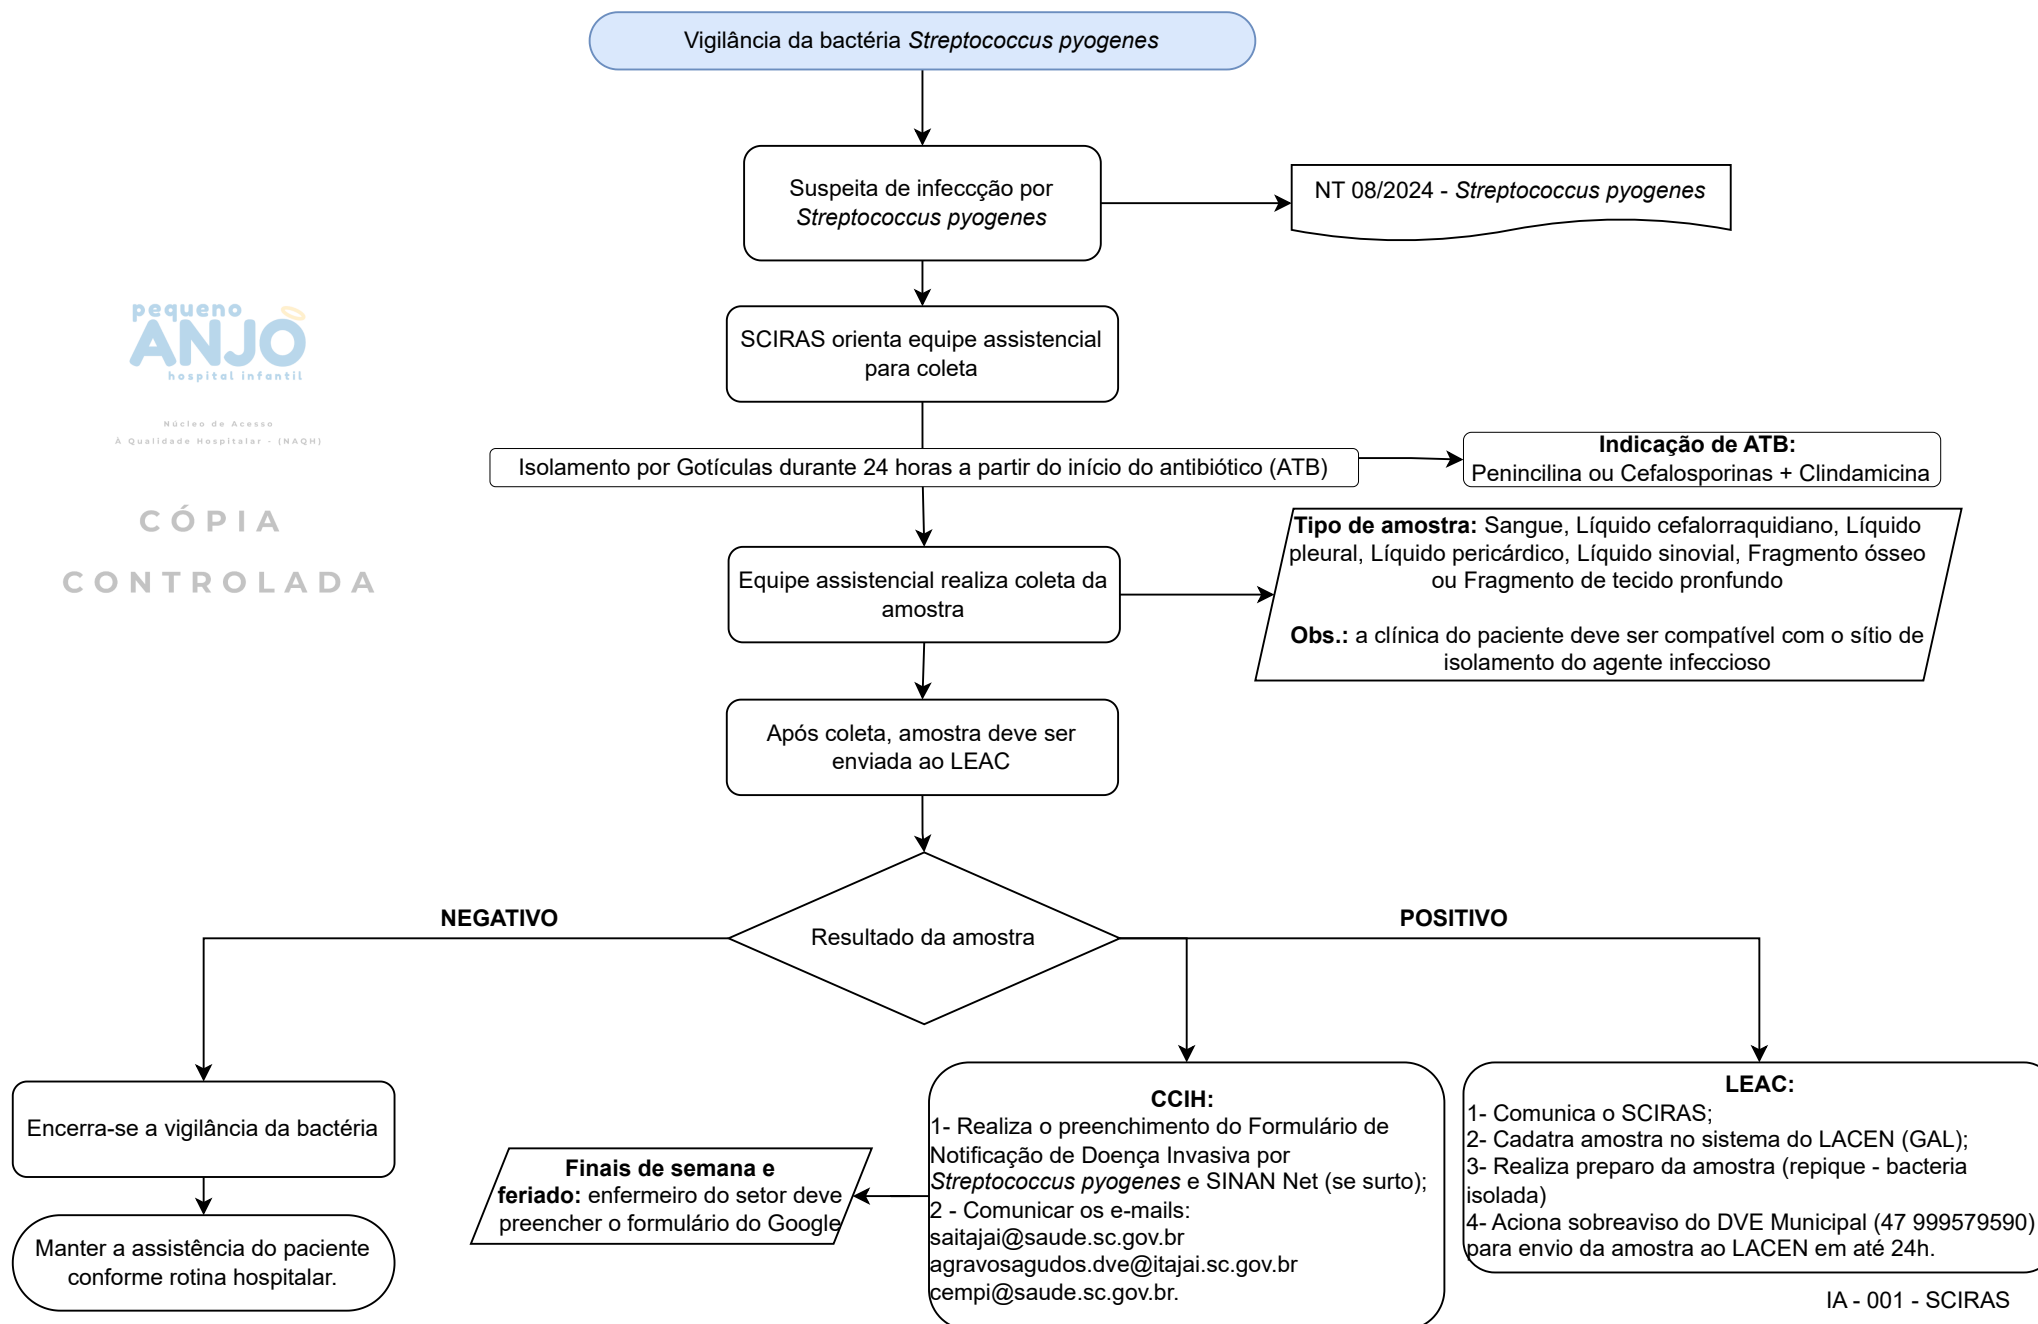 Vigilância da bactéria Streptococcus pyogenes
Suspeita de infeccção por
Streptococcus pyogenes
NT 08/2024 - Streptococcus pyogenes
pequeno
ANJO
hospital infantil
Núcleo de Acesso
À Qualidade Hospitalar - (NAQH)
CÓPIA
CONTROLADA
SCIRAS orienta equipe assistencial
para coleta
Isolamento por Gotículas durante 24 horas a partir do início do antibiótico (ATB)
Indicação de ATB:
Penincilina ou Cefalosporinas + Clindamicina
Equipe assistencial realiza coleta da
amostra
Tipo de amostra: Sangue, Líquido cefalorraquidiano, Líquido
pleural, Líquido pericárdico, Líquido sinovial, Fragmento ósseo
ou Fragmento de tecido pronfundo
Obs.: a clínica do paciente deve ser compatível com o sítio de
isolamento do agente infeccioso
Após coleta, amostra deve ser
enviada ao LEAC
Resultado da amostra
NEGATIVO
POSITIVO
Encerra-se a vigilância da bactéria
Manter a assistência do paciente
conforme rotina hospitalar.
Finais de semana e
feriado: enfermeiro do setor deve
preencher o formulário do Google
CCIH:
1- Realiza o preenchimento do Formulário de
Notificação de Doença Invasiva por
Streptococcus pyogenes e SINAN Net (se surto);
2 - Comunicar os e-mails:
saitajai@saude.sc.gov.br
agravosagudos.dve@itajai.sc.gov.br
cempi@saude.sc.gov.br.
LEAC:
1- Comunica o SCIRAS;
2- Cadatra amostra no sistema do LACEN (GAL);
3- Realiza preparo da amostra (repique - bacteria
isolada)
4- Aciona sobreaviso do DVE Municipal (47 999579590)
para envio da amostra ao LACEN em até 24h.
IA - 001 - SCIRAS